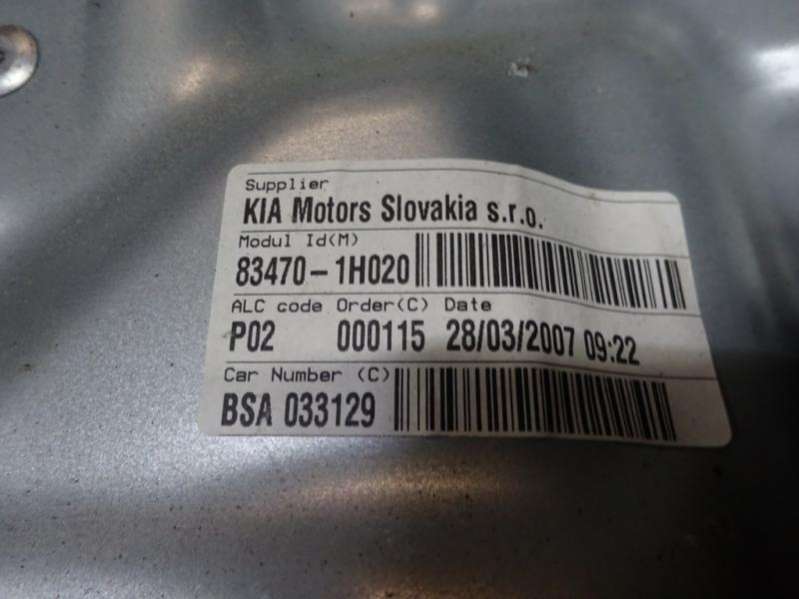 Supplier
KIA Motors Slovakia s.r.o.
Modul Id(M)
83470-1H020
ALC code Order(C) Date
P02 000115 28/03/2007 09:22
Car Number (C)
BSA 033129